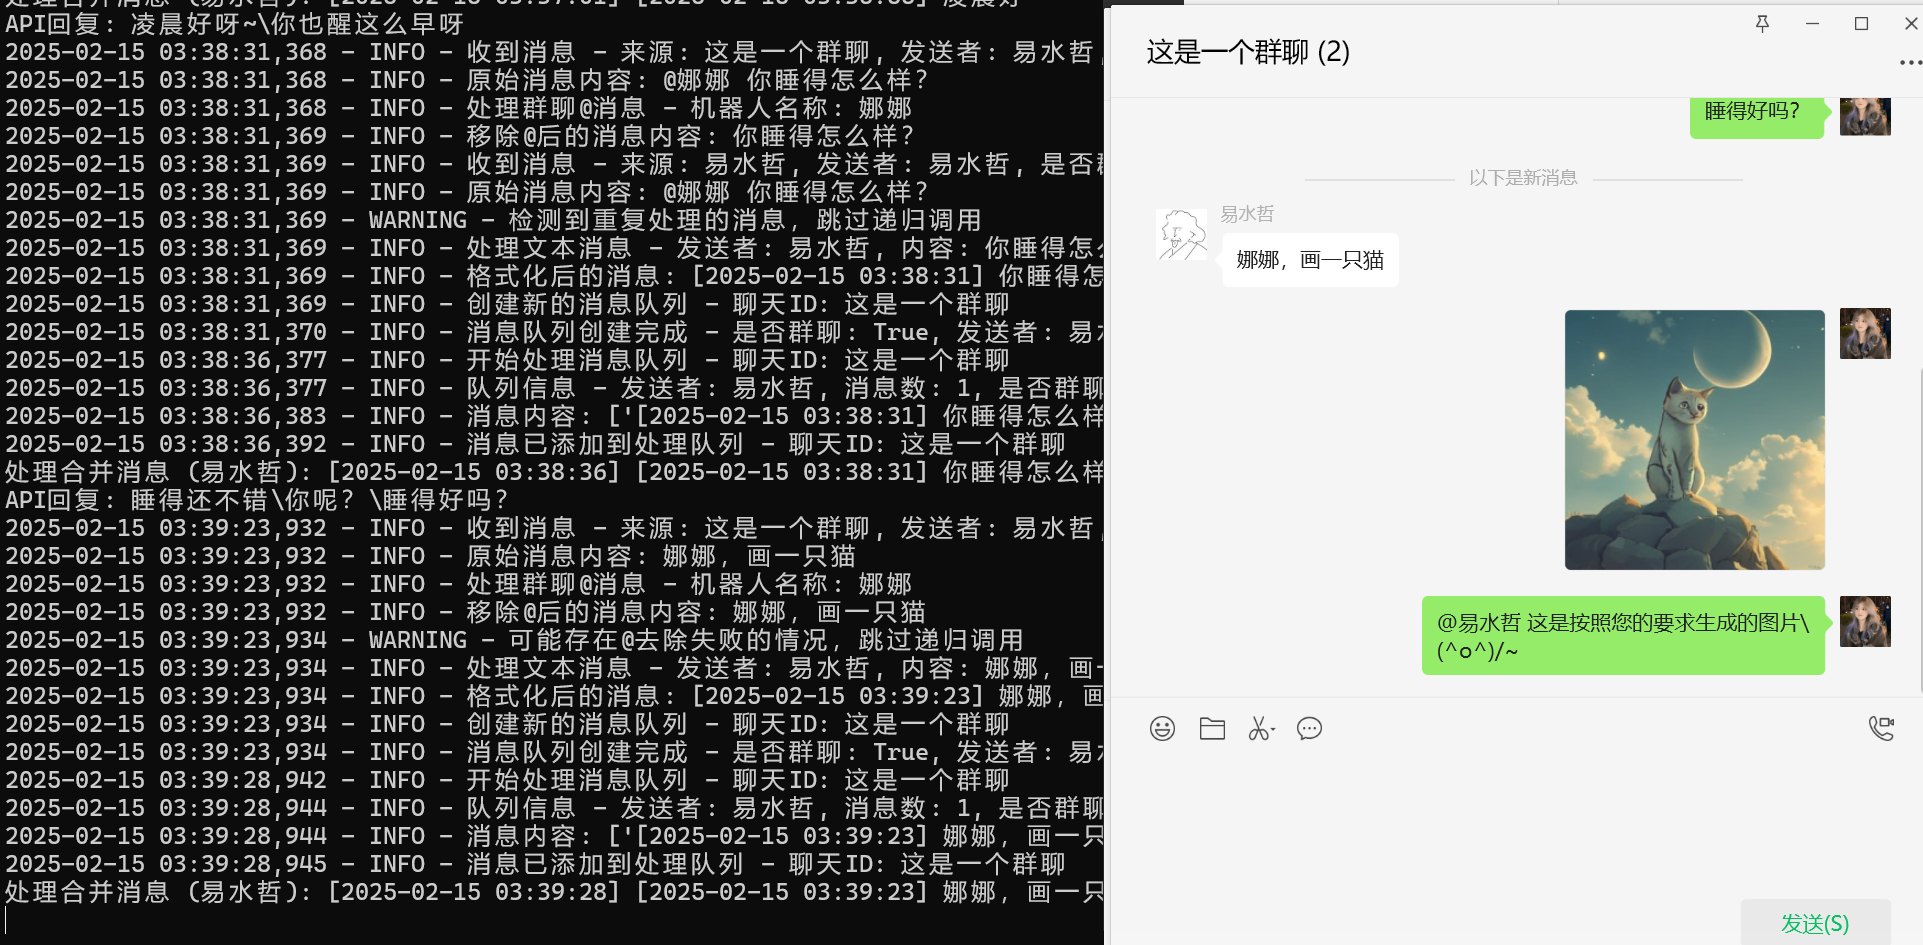 API回复: 凌晨好呀~\你也醒这么早呀
2025-02-15 03:38:31,368 - INFO - 收到消息 - 来源: 这是一个群聊, 发送者: 易水哲,
2025-02-15 03:38:31,368 - INFO - 原始消息内容: @娜娜 你睡得怎么样?
2025-02-15 03:38:31,368 - INFO - 处理群聊@消息 - 机器人名称: 娜娜
2025-02-15 03:38:31,369 - INFO - 移除@后的消息内容: 你睡得怎么样?
2025-02-15 03:38:31,369 - INFO - 收到消息 - 来源: 易水哲, 发送者: 易水哲, 是否
2025-02-15 03:38:31,369 - INFO - 原始消息内容: @娜娜 你睡得怎么样?
2025-02-15 03:38:31,369 - WARNING - 检测到重复处理的消息, 跳过递归调用
2025-02-15 03:38:31,369 - INFO - 处理文本消息 - 发送者: 易水哲, 内容: 你睡得怎
2025-02-15 03:38:31,369 - INFO - 格式化后的消息: [2025-02-15 03:38:31] 你睡得怎
2025-02-15 03:38:31,369 - INFO - 创建新的消息队列 - 聊天ID: 这是一个群聊
2025-02-15 03:38:31,370 - INFO - 消息队列创建完成 - 是否群聊: True, 发送者: 易
2025-02-15 03:38:36,377 - INFO - 开始处理消息队列 - 聊天ID: 这是一个群聊
2025-02-15 03:38:36,377 - INFO - 队列信息 - 发送者: 易水哲, 消息数: 1, 是否群聊
2025-02-15 03:38:36,383 - INFO - 消息内容: ['[2025-02-15 03:38:31] 你睡得怎么样
2025-02-15 03:38:36,392 - INFO - 消息已添加到处理队列 - 聊天ID: 这是一个群聊
处理合并消息 (易水哲): [2025-02-15 03:38:36] [2025-02-15 03:38:31] 你睡得怎么样
API回复: 睡得还不错\你呢? \睡得好吗?
2025-02-15 03:39:23,932 - INFO - 收到消息 - 来源: 这是一个群聊, 发送者: 易水哲,
2025-02-15 03:39:23,932 - INFO - 原始消息内容: 娜娜, 画一只猫
2025-02-15 03:39:23,932 - INFO - 处理群聊@消息 - 机器人名称: 娜娜
2025-02-15 03:39:23,932 - INFO - 移除@后的消息内容: 娜娜, 画一只猫
2025-02-15 03:39:23,934 - WARNING - 可能存在@去除失败的情况, 跳过递归调用
2025-02-15 03:39:23,934 - INFO - 处理文本消息 - 发送者: 易水哲, 内容: 娜娜, 画一
2025-02-15 03:39:23,934 - INFO - 格式化后的消息: [2025-02-15 03:39:23] 娜娜, 画
2025-02-15 03:39:23,934 - INFO - 创建新的消息队列 - 聊天ID: 这是一个群聊
2025-02-15 03:39:23,934 - INFO - 消息队列创建完成 - 是否群聊: True, 发送者: 易
2025-02-15 03:39:28,942 - INFO - 开始处理消息队列 - 聊天ID: 这是一个群聊
2025-02-15 03:39:28,944 - INFO - 队列信息 - 发送者: 易水哲, 消息数: 1, 是否群聊
2025-02-15 03:39:28,944 - INFO - 消息内容: ['[2025-02-15 03:39:23] 娜娜, 画一只
2025-02-15 03:39:28,945 - INFO - 消息已添加到处理队列 - 聊天ID: 这是一个群聊
处理合并消息 (易水哲): [2025-02-15 03:39:28] [2025-02-15 03:39:23] 娜娜, 画一只
这是一个群聊 (2)
睡得好吗?
以下是新消息
易水哲
娜娜，画一只猫
@易水哲 这是按照您的要求生成的图片\
(^o^)/~
发送(S)